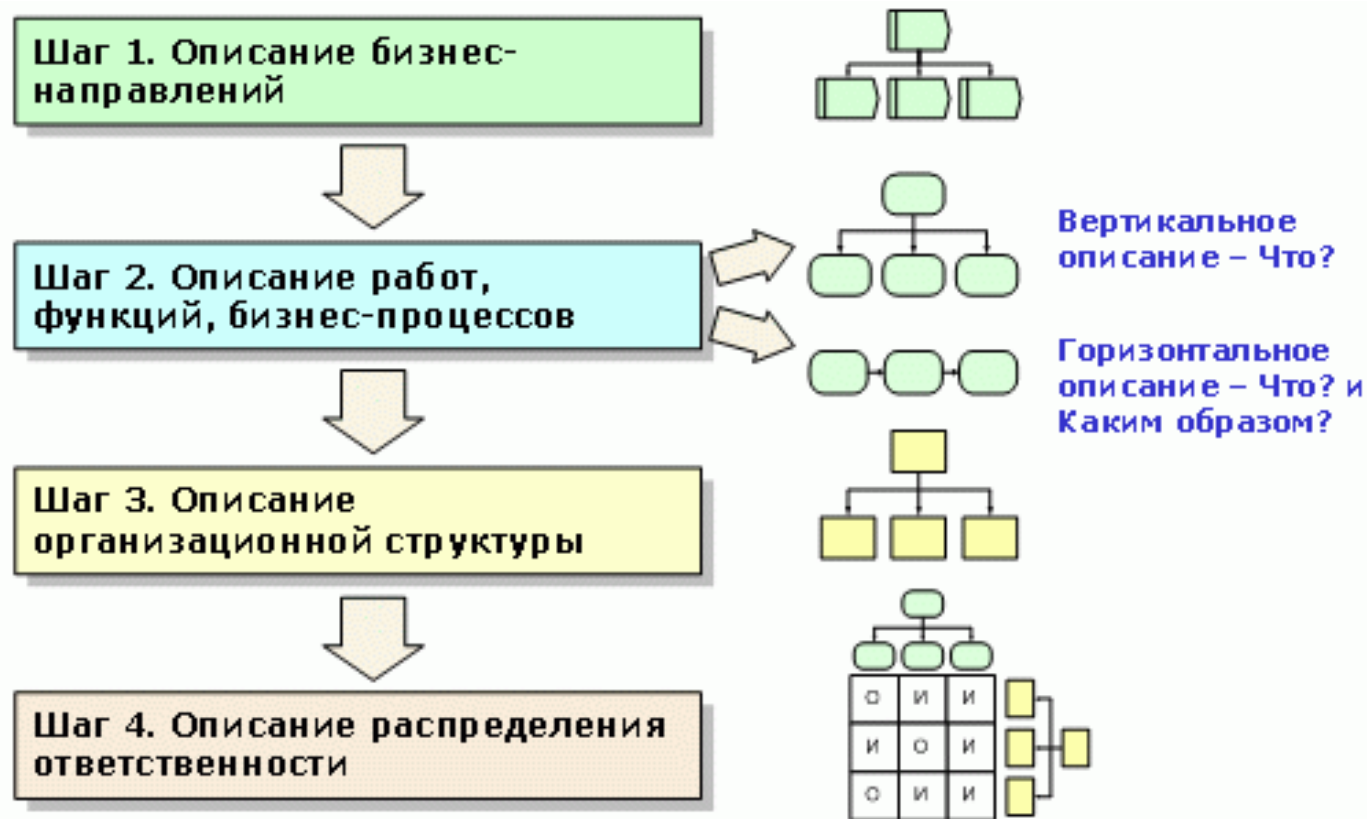 Шаг 1. Описание бизнес-
направлений
Шаг 2. Описание работ,
функций, бизнес-процессов
Вертикальное
описание – Что?
Горизонтальное
описание – Что? и
Каким образом?
Шаг 3. Описание
организационной структуры
Шаг 4. Описание распределения
ответственности
О И И
И О И
О И И